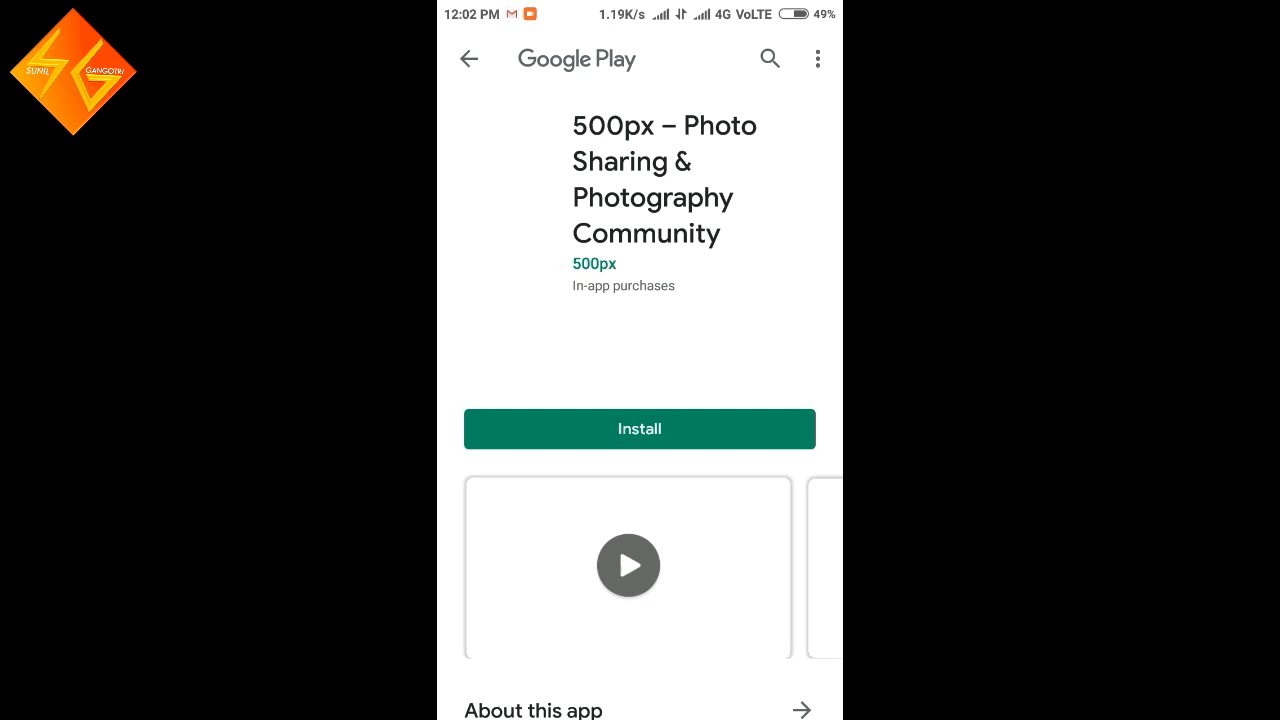 SUNIL
GANGOTRI
12:02 PM 1.19K/s 4G VoLTE 49%
Google Play
500px – Photo
Sharing &
Photography
Community
500px
In-app purchases
Install
About this app